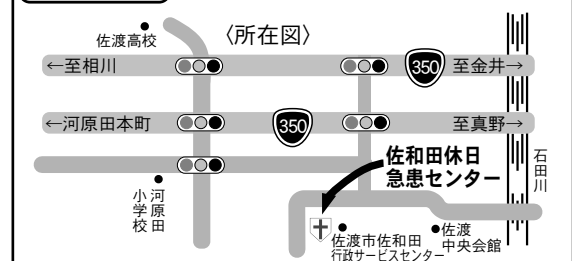 〈所在図〉
佐渡高校
←至相川
350
至金井→
←河原田本町
350
至真野→
佐和田休日
急患センター
石田川
河原田
小学校
佐渡市佐和田
行政サービスセンター
佐渡
中央会館